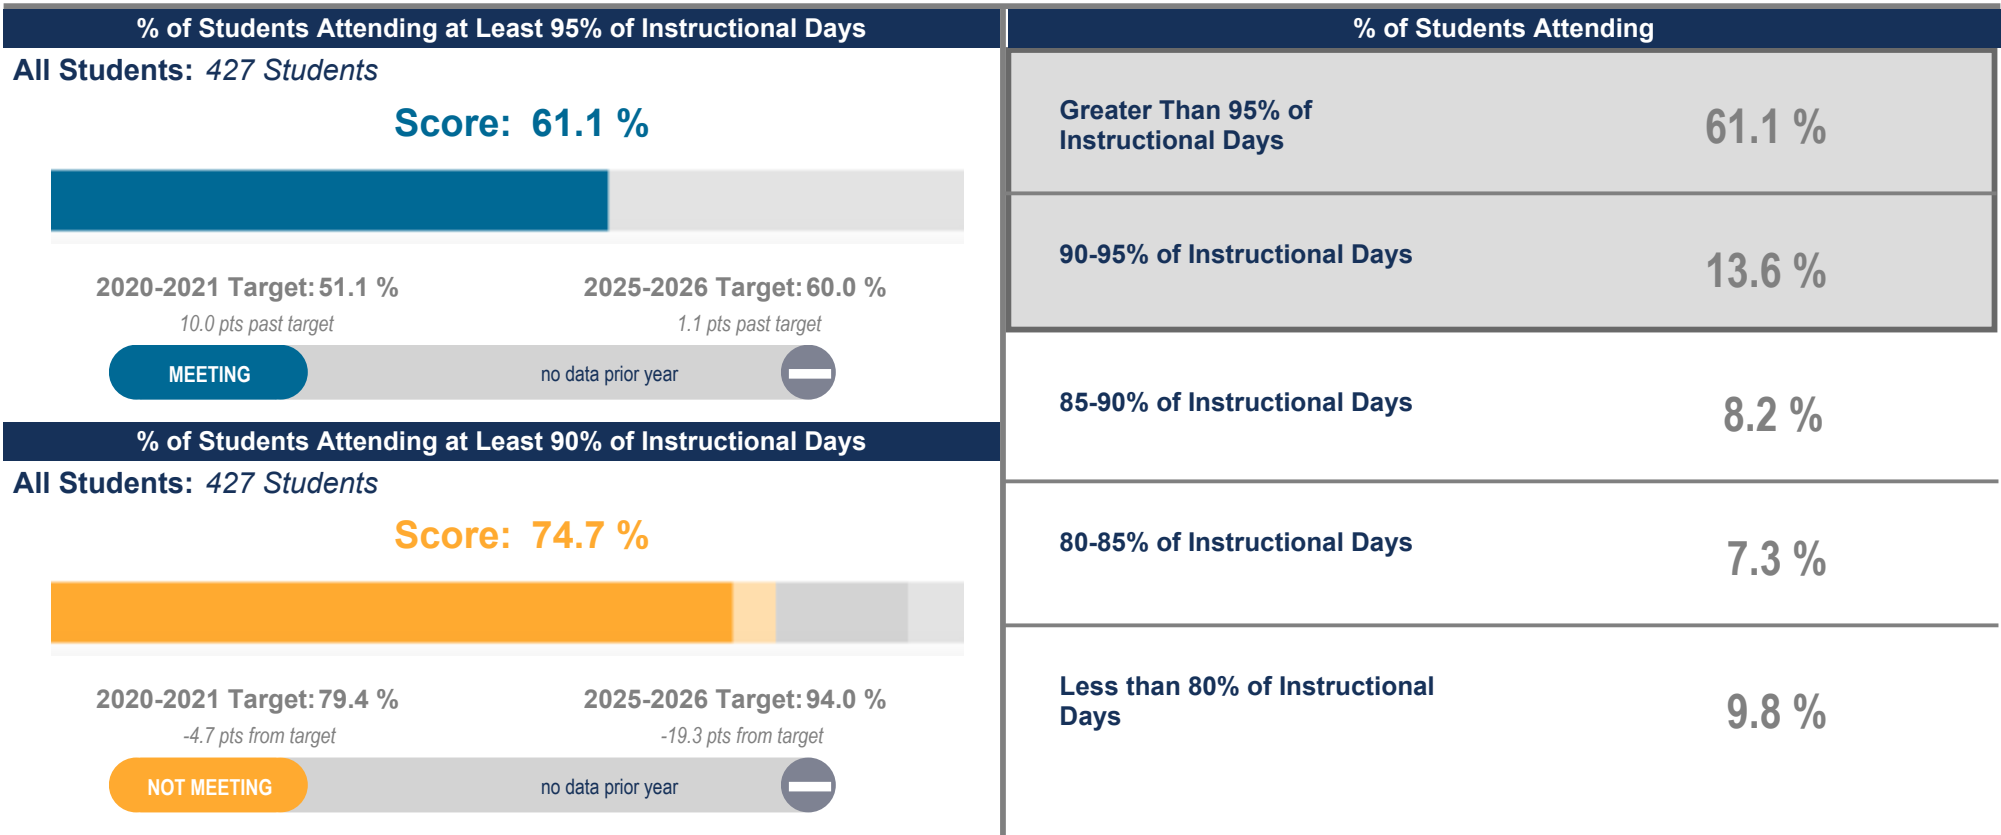 % of Students Attending at Least 95% of Instructional Days
All Students: 427 Students
Score: 61.1 %
2020-2021 Target: 51.1 %
10.0 pts past target
2025-2026 Target: 60.0 %
1.1 pts past target
MEETING
no data prior year
% of Students Attending at Least 90% of Instructional Days
All Students: 427 Students
Score: 74.7 %
2020-2021 Target: 79.4 %
-4.7 pts from target
2025-2026 Target: 94.0 %
-19.3 pts from target
NOT MEETING
no data prior year
% of Students Attending
Greater Than 95% of
Instructional Days
61.1 %
90-95% of Instructional Days
13.6 %
85-90% of Instructional Days
8.2 %
80-85% of Instructional Days
7.3 %
Less than 80% of Instructional
Days
9.8 %